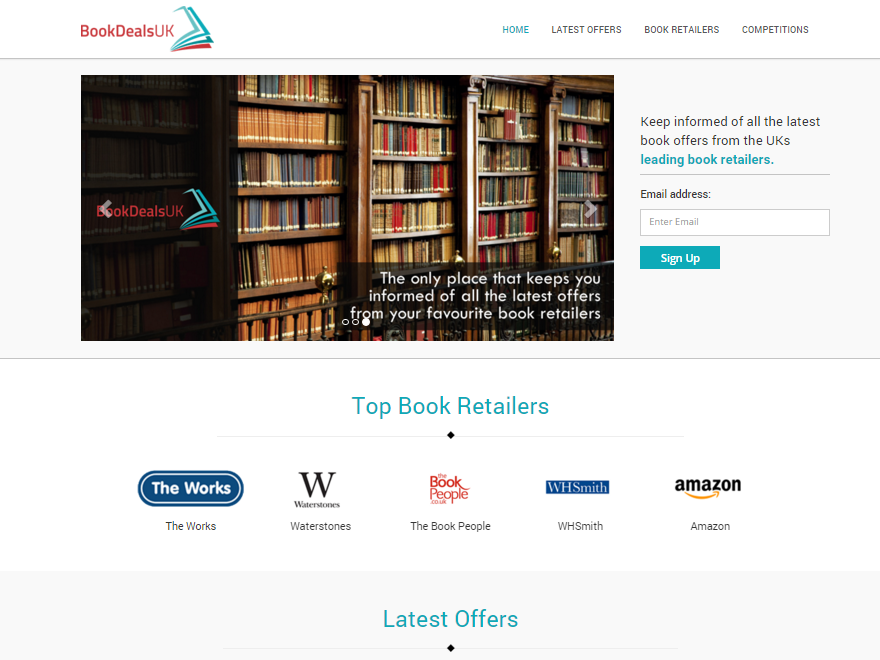 BookDealsUK
HOME
LATEST OFFERS
BOOK RETAILERS
COMPETITIONS
BookDealsUK
The only place that keeps you
informed of all the latest offers
from your favourite book retailers
Keep informed of all the latest
book offers from the UKs
leading book retailers.
Email address:
Enter Email
Sign Up
Top Book Retailers
The Works
W
Waterstones
the
Book
People
.co.uk
WHSmith
amazon
The Works
Waterstones
The Book People
WHSmith
Amazon
Latest Offers